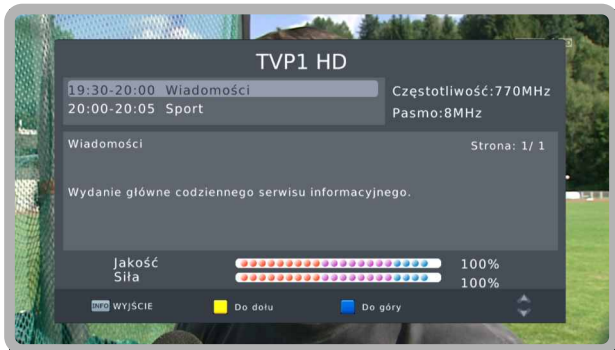 TVP1 HD
19:30-20:00 Wiadomości
20:00-20:05 Sport
Częstotliwość:770MHz
Pasmo:8MHz
Wiadomości
Strona: 1/ 1
Wydanie główne codziennego serwisu informacyjnego.
Jakość 100%
Siła 100%
INFO WYJŚCIE Do dołu Do góry